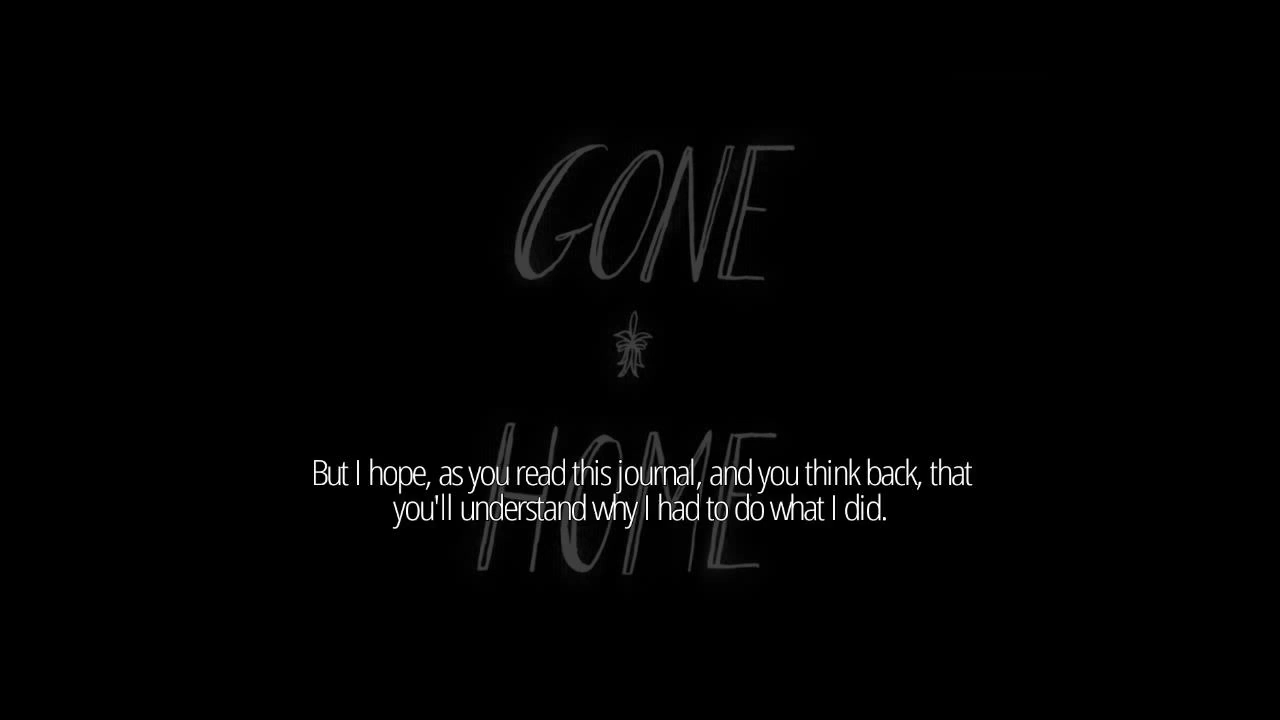 GONE
HOME
But I hope, as you read this journal, and you think back, that
you'll understand why I had to do what I did.